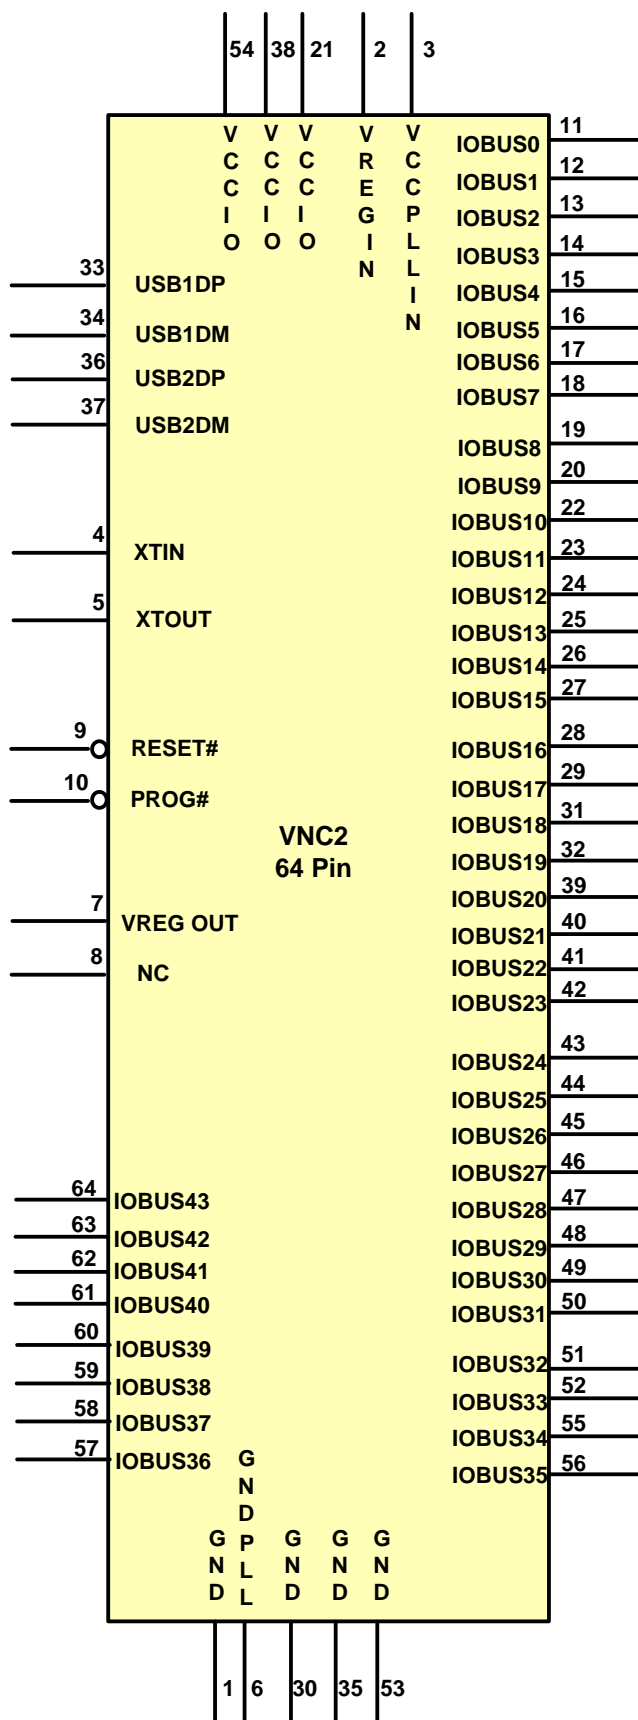 54 38 21 2 3
VCCIO VCCIO VCCIO VREGIN VCCPLLIN
33 USB1DP
34 USB1DM
36 USB2DP
37 USB2DM
4 XTIN
5 XTOUT
9 RESET#
10 PROG#
7 VREG OUT
8 NC
64 IOBUS43
63 IOBUS42
62 IOBUS41
61 IOBUS40
60 IOBUS39
59 IOBUS38
58 IOBUS37
57 IOBUS36
VNC2
64 Pin
IOBUS0 11
IOBUS1 12
IOBUS2 13
IOBUS3 14
IOBUS4 15
IOBUS5 16
IOBUS6 17
IOBUS7 18
IOBUS8 19
IOBUS9 20
IOBUS10 22
IOBUS11 23
IOBUS12 24
IOBUS13 25
IOBUS14 26
IOBUS15 27
IOBUS16 28
IOBUS17 29
IOBUS18 31
IOBUS19 32
IOBUS20 39
IOBUS21 40
IOBUS22 41
IOBUS23 42
IOBUS24 43
IOBUS25 44
IOBUS26 45
IOBUS27 46
IOBUS28 47
IOBUS29 48
IOBUS30 49
IOBUS31 50
IOBUS32 51
IOBUS33 52
IOBUS34 55
IOBUS35 56
GND GNDPLL GND GND GND
1 6 30 35 53